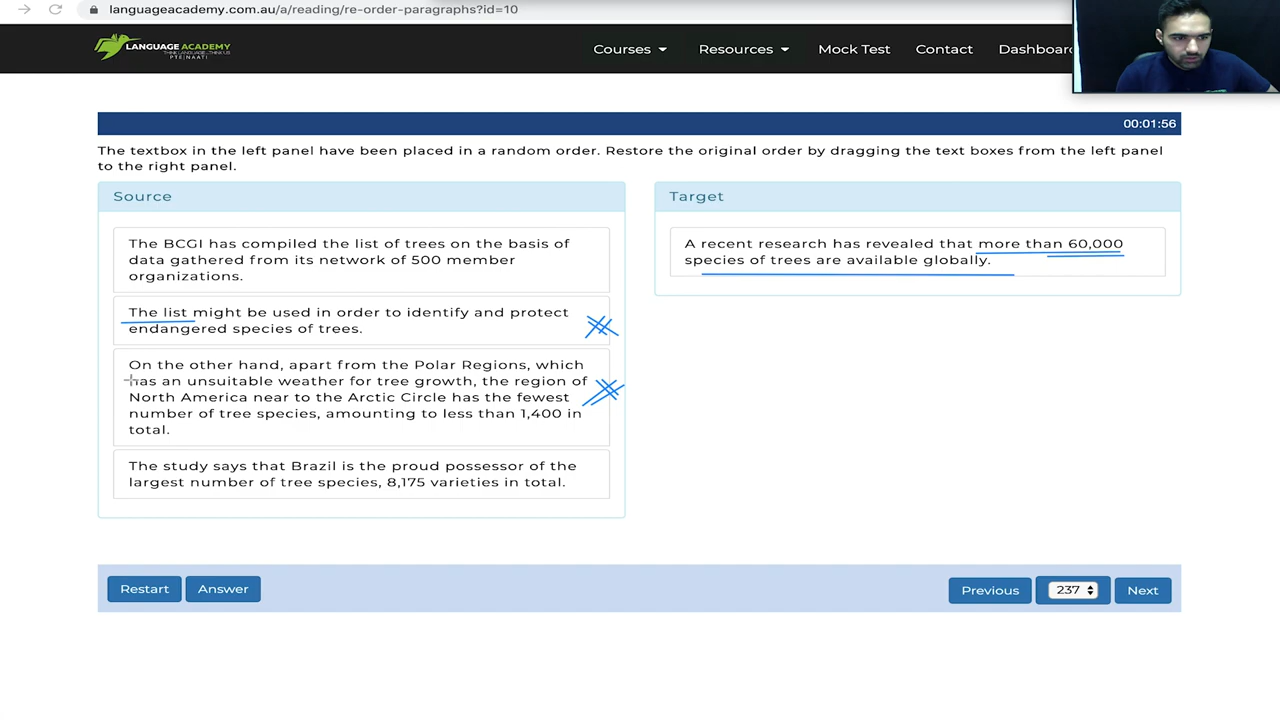 languageacademy.com.au/a/reading/re-order-paragraphs?id=10
LANGUAGE ACADEMY
THINK LANGUAGE - THINK US
PTE|NAATI
Courses
Resources
Mock Test
Contact
Dashboard
00:01:56
The textbox in the left panel have been placed in a random order. Restore the original order by dragging the text boxes from the left panel
to the right panel.
Source
The BCGI has compiled the list of trees on the basis of
data gathered from its network of 500 member
organizations.
The list might be used in order to identify and protect
endangered species of trees.
On the other hand, apart from the Polar Regions, which
has an unsuitable weather for tree growth, the region of
North America near to the Arctic Circle has the fewest
number of tree species, amounting to less than 1,400 in
total.
The study says that Brazil is the proud possessor of the
largest number of tree species, 8,175 varieties in total.
Target
A recent research has revealed that more than 60,000
species of trees are available globally.
Restart
Answer
Previous
237
Next